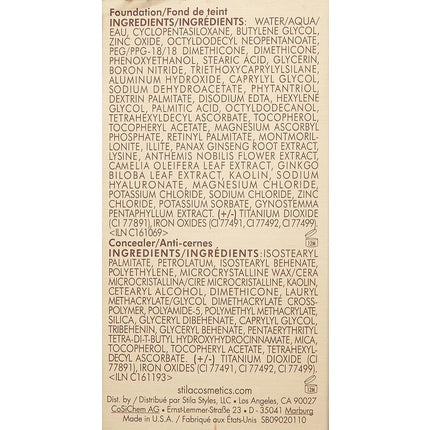 Foundation/Fond de teint
INGREDIENTS/INGRÉDIENTS: WATER/AQUA/
EAU, CYCLOPENTASILOXANE, BUTYLENE GLYCOL,
ZINC OXIDE, OCTYLDODECYL NEOPENTANOATE,
PEG/PPG-18/18 DIMETHICONE, DIMETHICONE,
PHENOXYETHANOL, STEARIC ACID, GLYCERIN,
BORON NITRIDE, TRIETHOXYCAPRYLYLSILANE,
ALUMINUM HYDROXIDE, CAPRYLYL GLYCOL,
SODIUM DEHYDROACETATE, PHYTANTRIOL,
DEXTRIN PALMITATE, DISODIUM EDTA, HEXYLENE
GLYCOL, PALMITIC ACID, OCTYLDODECANOL,
TETRAHEXYLDECYL ASCORBATE, TOCOPHEROL,
TOCOPHERYL ACETATE, MAGNESIUM ASCORBYL
PHOSPHATE, RETINYL PALMITATE, MONTMORIL-
LONITE, ILLITE, PANAX GINSENG ROOT EXTRACT,
LYSINE, ANTHEMIS NOBILIS FLOWER EXTRACT,
CAMELLIA OLEIFERA LEAF EXTRACT, GINKGO
BILOBA LEAF EXTRACT, KAOLIN, SODIUM
HYALURONATE, MAGNESIUM CHLORIDE,
POTASSIUM CHLORIDE, SODIUM CHLORIDE, ZINC
CHLORIDE, POTASSIUM SORBATE, GYNOSTEMMA
PENTAPHYLLUM EXTRACT. (+/-) TITANIUM DIOXIDE
(CI 77891), IRON OXIDES (CI 77491, CI 77492, CI 77499).
<ILN C161069>
12M
Concealer/Anti-cernes
INGREDIENTS/INGRÉDIENTS: ISOSTEARYL
PALMITATE, PETROLATUM, ISOSTEARYL BEHENATE,
POLYETHYLENE, MICROCRYSTALLINE WAX/CERA
MICROCRISTALLINA/CIRE MICROCRISTALLINE, KAOLIN,
CETEARYL ALCOHOL, DIMETHICONE, LAURYL
METHACRYLATE/GLYCOL DIMETHACRYLATE CROSS-
POLYMER, POLYAMIDE-5, POLYMETHYL METHACRYLATE,
SILICA, GLYCERYL DIBEHENATE, CAPRYLYL GLYCOL,
TRIBEHENIN, GLYCERYL BEHENATE, PENTAERYTHRITYL
TETRA-DI-T-BUTYL HYDROXYHYDROCINNAMATE, MICA,
TOCOPHEROL, TOCOPHERYL ACETATE, TETRAHEXYL-
DECYL ASCORBATE. (+/-) TITANIUM DIOXIDE
(CI 77891), IRON OXIDES (CI 77491, CI 77492, CI 77499).
<ILN C161193>
12M
stilacosmetics.com
Dist. by / Distribué par Stila Styles, LLC • Los Angeles, CA 90027
CoSiChem AG • Ernst-Lemmer-Straße 23 • D - 35041 Marburg
Made in U.S.A. / Fabriqué aux États-Unis SB09020110